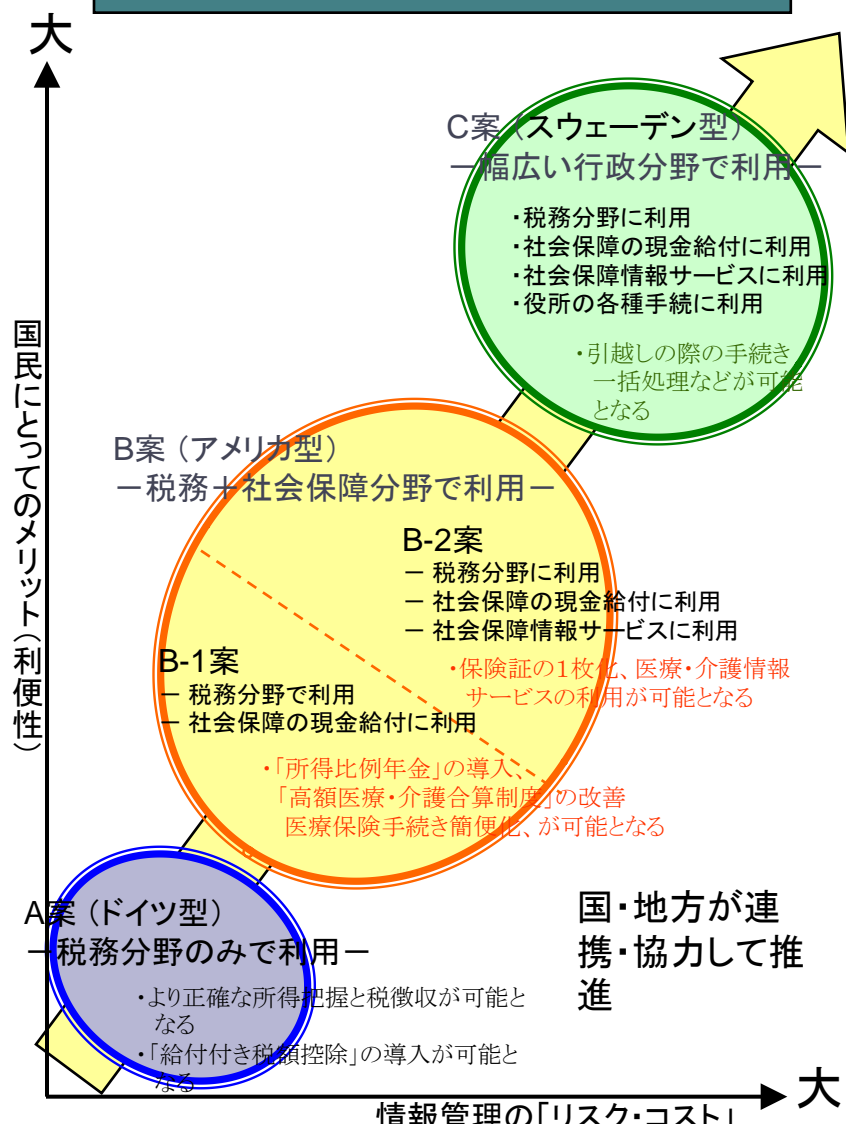 大
C案（スウェーデン型）
－幅広い行政分野で利用－
・税務分野に利用
・社会保障の現金給付に利用
・社会保障情報サービスに利用
・役所の各種手続に利用
・引越しの際の手続き
一括処理などが可能
となる
国民にとってのメリット（利便性）
B案（アメリカ型）
－税務＋社会保障分野で利用－
B-2案
－ 税務分野に利用
－ 社会保障の現金給付に利用
－ 社会保障情報サービスに利用
・保険証の１枚化、医療・介護情報
サービスの利用が可能となる
B-1案
－ 税務分野で利用
－ 社会保障の現金給付に利用
・「所得比例年金」の導入、
「高額医療・介護合算制度」の改善
医療保険手続き簡便化、が可能となる
A案（ドイツ型）
－税務分野のみで利用－
・より正確な所得把握と税徴収が可能と
なる
・「給付付き税額控除」の導入が可能と
なる
国・地方が連
携・協力して推
進
大
情報管理の「リスク・コスト」